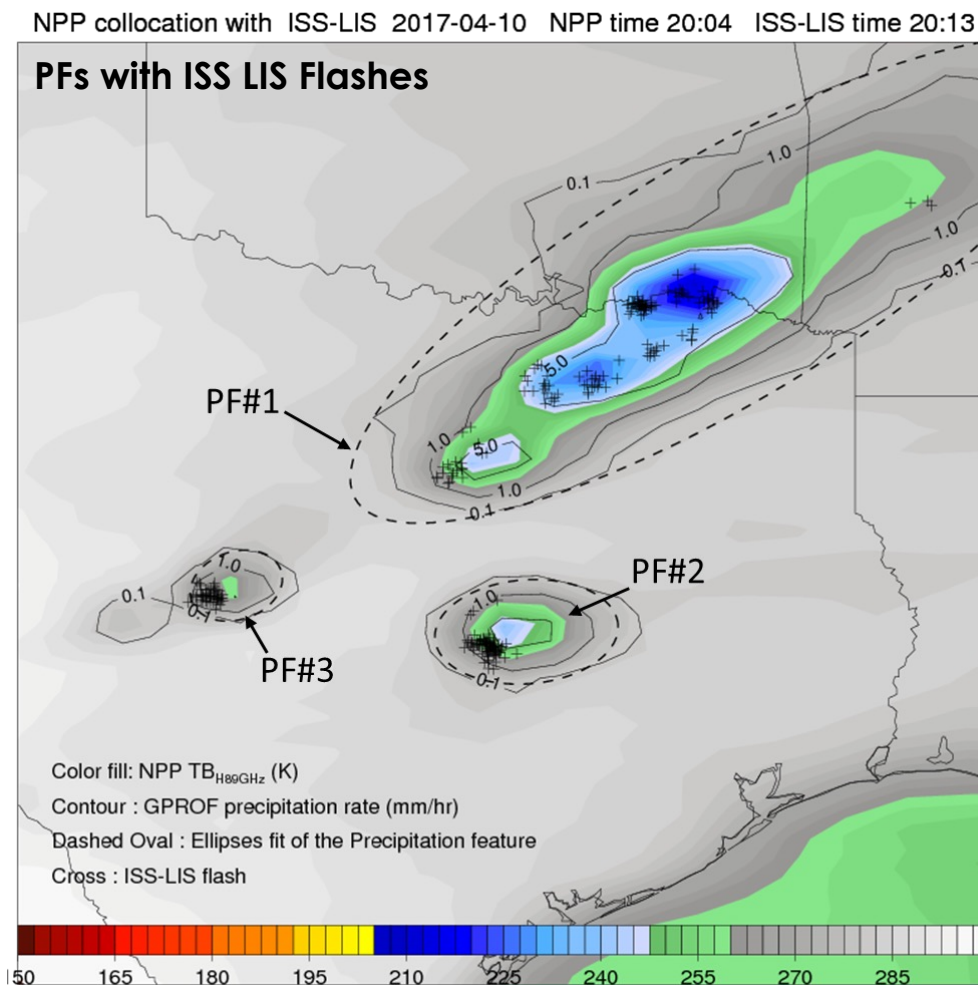 NPP collocation with ISS-LIS 2017-04-10 NPP time 20:04 ISS-LIS time 20:13
PFs with ISS LIS Flashes
1.0
0.1
1.0
0.1
5.0
PF#1
1.0
5.0
1.0
0.1
PF#2
1.0
0.1
1.0
0.1
0.1
PF#3
Color fill: NPP TBH89GHz (K)
Contour : GPROF precipitation rate (mm/hr)
Dashed Oval : Ellipses fit of the Precipitation feature
Cross : ISS-LIS flash
150 165 180 195 210 225 240 255 270 285